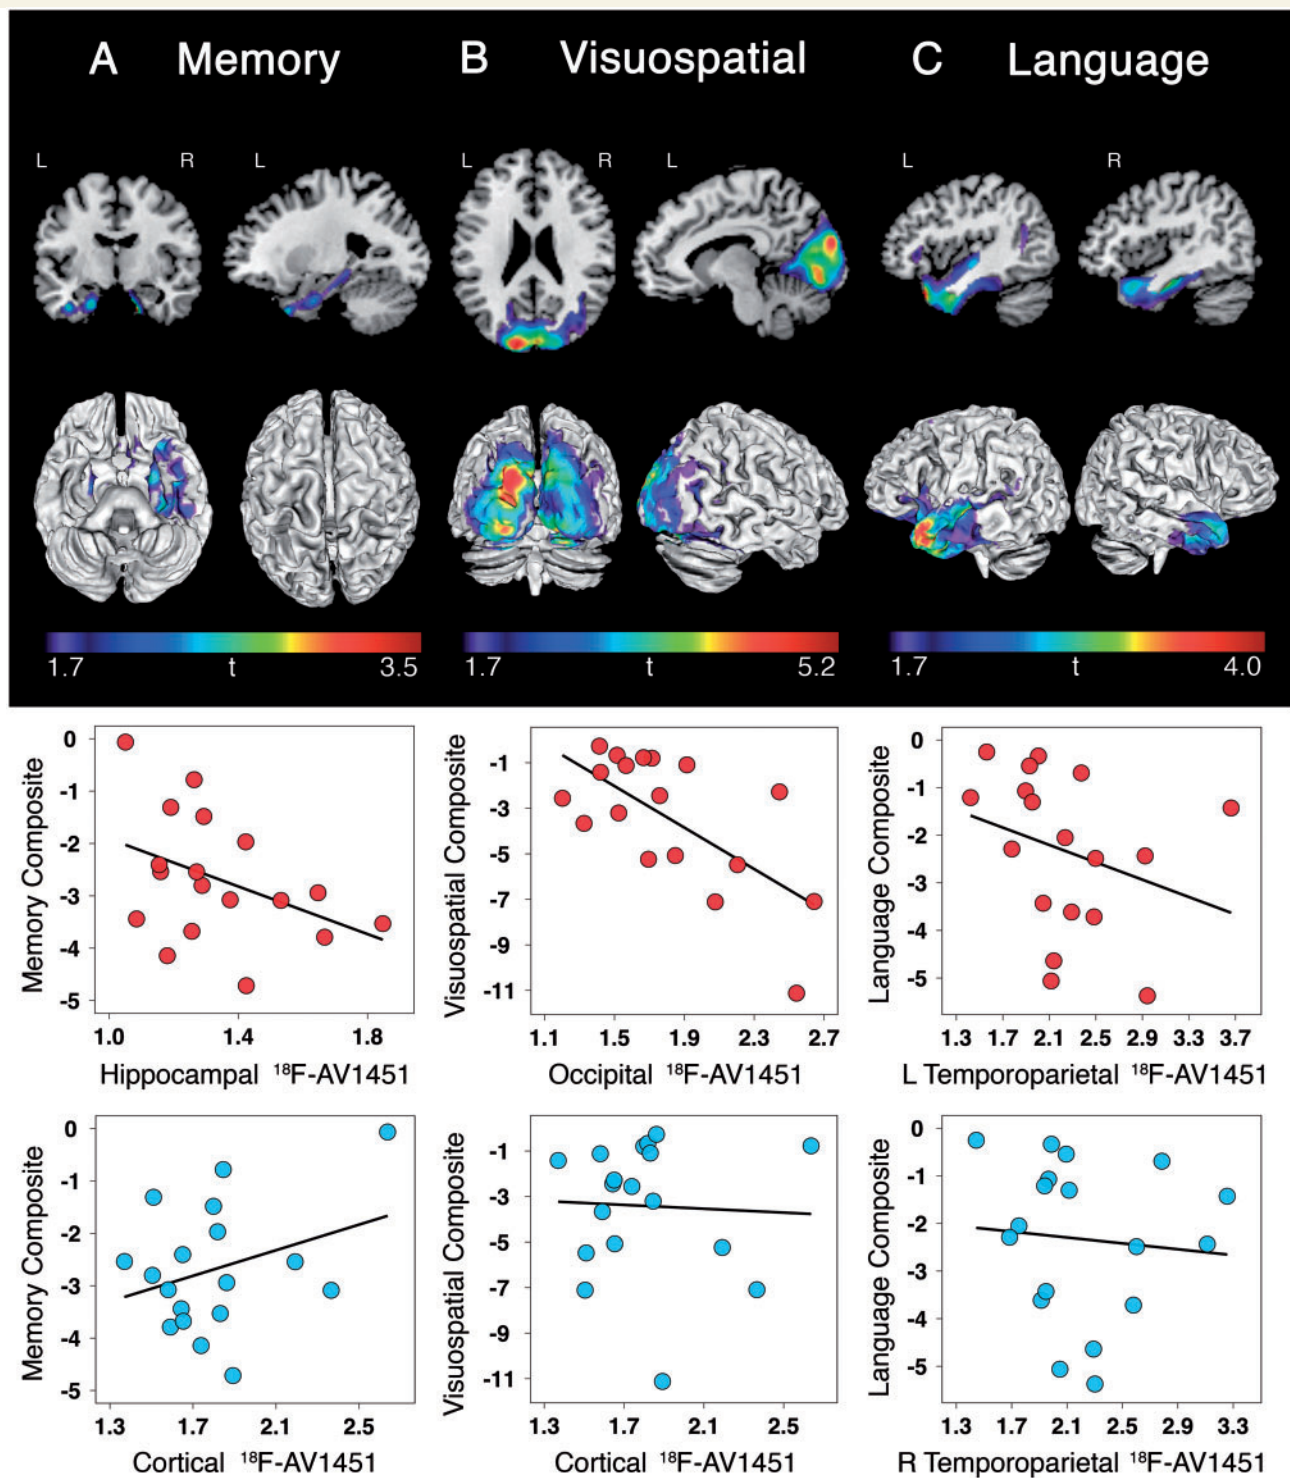 A Memory B Visuospatial C Language
L R L L R L L R
1.7 t 3.5 1.7 t 5.2 1.7 t 4.0
Memory Composite
0
-1
-2
-3
-4
-5
1.0 1.4 1.8
Hippocampal ¹⁸F-AV1451
Visuospatial Composite
-1
-3
-5
-7
-9
-11
1.1 1.5 1.9 2.3 2.7
Occipital ¹⁸F-AV1451
Language Composite
0
-1
-2
-3
-4
-5
1.3 1.7 2.1 2.5 2.9 3.3 3.7
L Temporoparietal ¹⁸F-AV1451
Memory Composite
0
-1
-2
-3
-4
-5
1.3 1.7 2.1 2.5
Cortical ¹⁸F-AV1451
Visuospatial Composite
-1
-3
-5
-7
-9
-11
1.3 1.7 2.1 2.5
Cortical ¹⁸F-AV1451
Language Composite
0
-1
-2
-3
-4
-5
1.3 1.7 2.1 2.5 2.9 3.3
R Temporoparietal ¹⁸F-AV1451